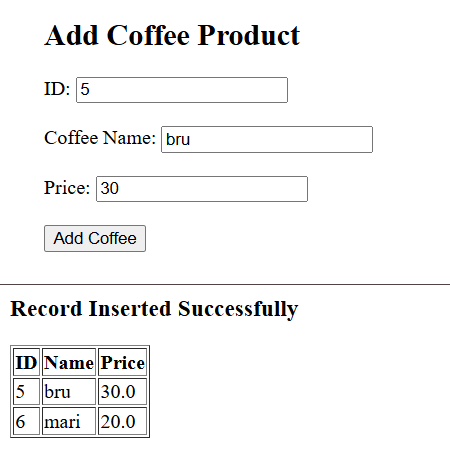 Add Coffee Product
ID: 5
Coffee Name: bru
Price: 30
Add Coffee
Record Inserted Successfully
ID Name Price
5 bru 30.0
6 mari 20.0